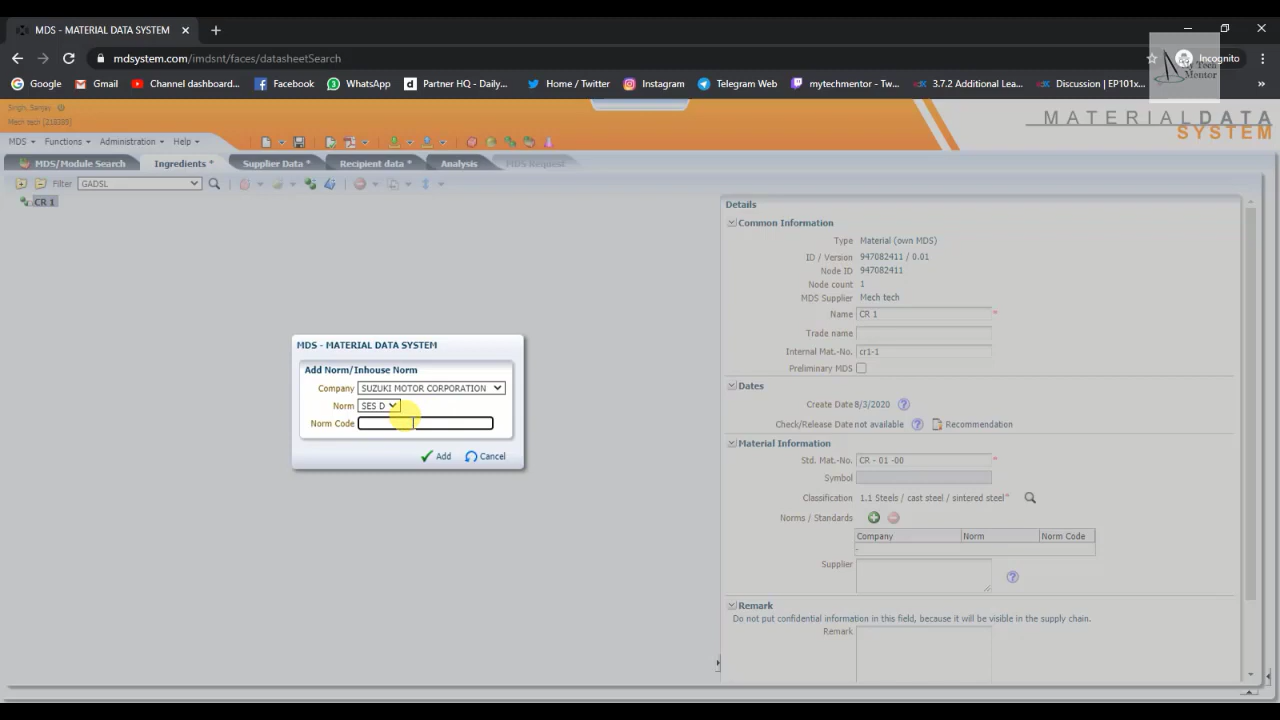 MDS - MATERIAL DATA SYSTEM
mdsystem.com/imdsnt/faces/datasheetSearch
Incognito
My Tech
Mentor
Google
Gmail
Channel dashboard...
Facebook
WhatsApp
Partner HQ - Daily...
Home / Twitter
Instagram
Telegram Web
mytechmentor - Tw...
3.7.2 Additional Lea...
Discussion | EP101x...
Singh, Sanjay
Mech tech [218395]
MATERIALDATA
SYSTEM
MDS
Functions
Administration
Help
MDS/Module Search
Ingredients *
Supplier Data *
Recipient data *
Analysis
MDS Request
Filter
GADSL
CR 1
MDS - MATERIAL DATA SYSTEM
Add Norm/Inhouse Norm
Company SUZUKI MOTOR CORPORATION
Norm SES D
Norm Code
Add
Cancel
Details
Common Information
Type Material (own MDS)
ID / Version 947082411 / 0.01
Node ID 947082411
Node count 1
MDS Supplier Mech tech
Name CR 1 *
Trade name
Internal Mat.-No. cr1-1
Preliminary MDS
Dates
Create Date 8/3/2020
Check/Release Date not available
Recommendation
Material Information
Std. Mat.-No. CR - 01 -00 *
Symbol
Classification 1.1 Steels / cast steel / sintered steel *
Norms / Standards
Company Norm Norm Code
-
Supplier
Remark
Do not put confidential information in this field, because it will be visible in the supply chain.
Remark